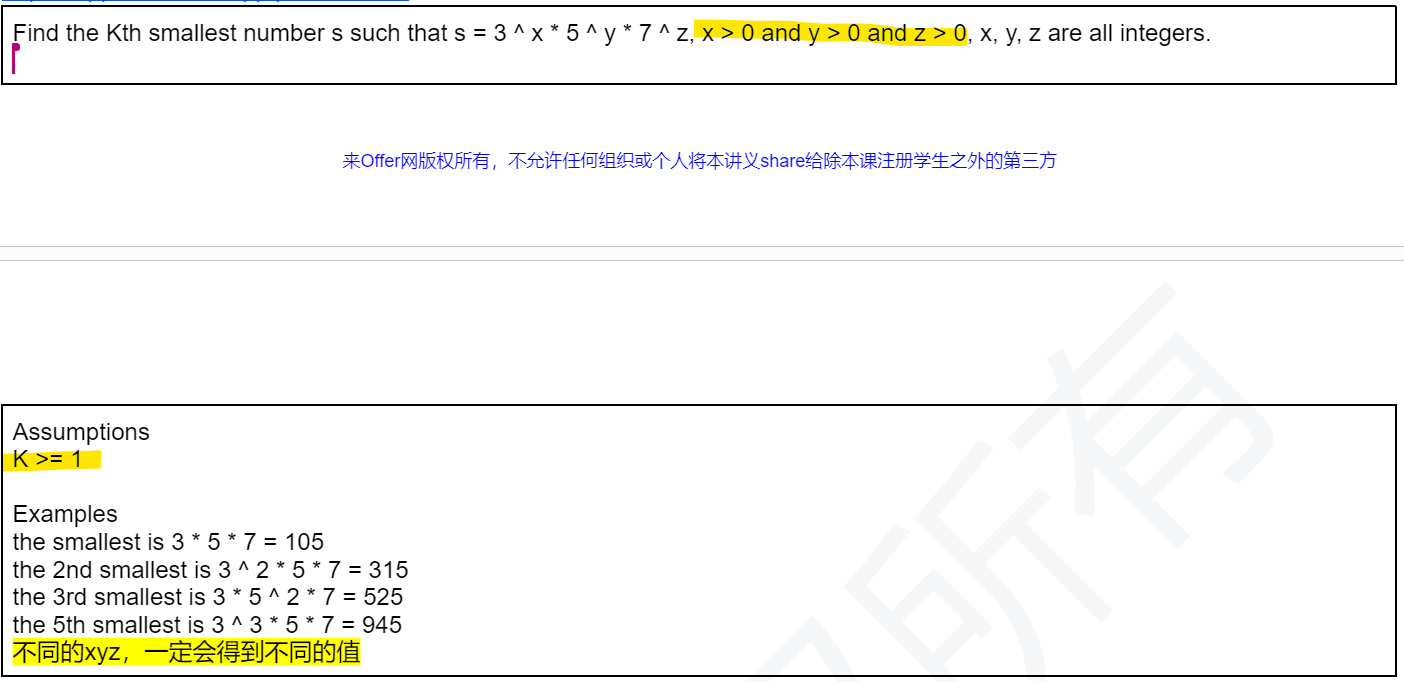 Find the Kth smallest number s such that s = 3 ^ x * 5 ^ y * 7 ^ z, x > 0 and y > 0 and z > 0, x, y, z are all integers.
来Offer网版权所有，不允许任何组织或个人将本讲义share给除本课注册学生之外的第三方
所有
Assumptions
K >= 1
Examples
the smallest is 3 * 5 * 7 = 105
the 2nd smallest is 3 ^ 2 * 5 * 7 = 315
the 3rd smallest is 3 * 5 ^ 2 * 7 = 525
the 5th smallest is 3 ^ 3 * 5 * 7 = 945
不同的xyz，一定会得到不同的值